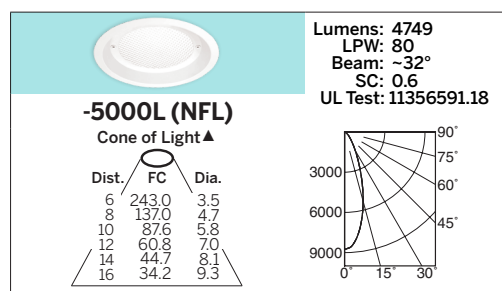 Lumens: 4749
LPW: 80
Beam: ~32°
SC: 0.6
UL Test: 11356591.18
-5000L (NFL)
Cone of Light▲
Dist. FC Dia.
6 243.0 3.5
8 137.0 4.7
10 87.6 5.8
12 60.8 7.0
14 44.7 8.1
16 34.2 9.3
90°
75°
3000
60°
6000
45°
9000
0° 15° 30°